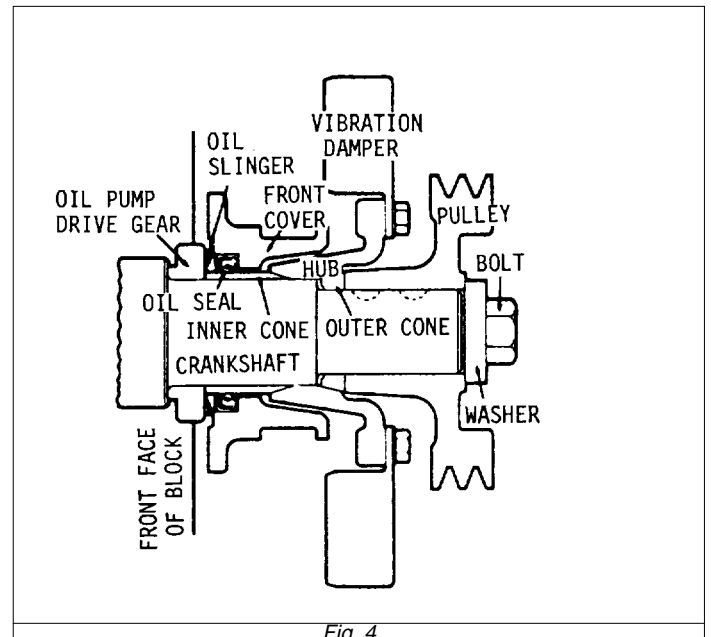 VIBRATION
DAMPER
OIL
SLINGER
FRONT
COVER
OIL PUMP
DRIVE GEAR
PULLEY
BOLT
HUB
OIL SEAL
INNER CONE
OUTER CONE
CRANKSHAFT
WASHER
FRONT FACE
OF BLOCK
Fig. 4